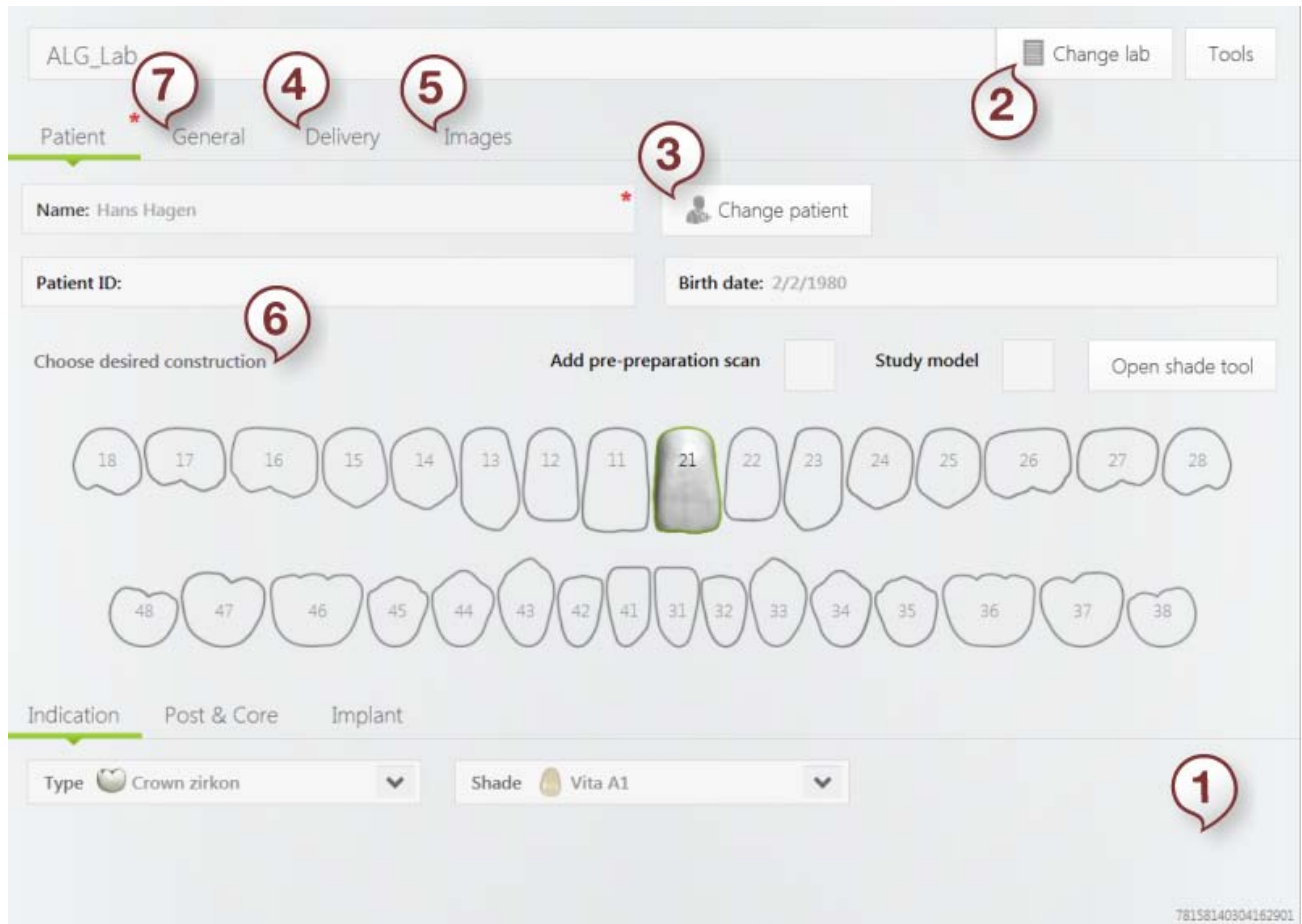 ALG_Lab
Change lab
Tools
7
4
5
2
Patient *
General
Delivery
Images
3
Name: Hans Hagen *
Change patient
Patient ID:
Birth date: 2/2/1980
6
Choose desired construction
Add pre-preparation scan
Study model
Open shade tool
18 17 16 15 14 13 12 11 21 22 23 24 25 26 27 28
48 47 46 45 44 43 42 41 31 32 33 34 35 36 37 38
Indication
Post & Core
Implant
Type Crown zirkon
Shade Vita A1
1
78158140304162901